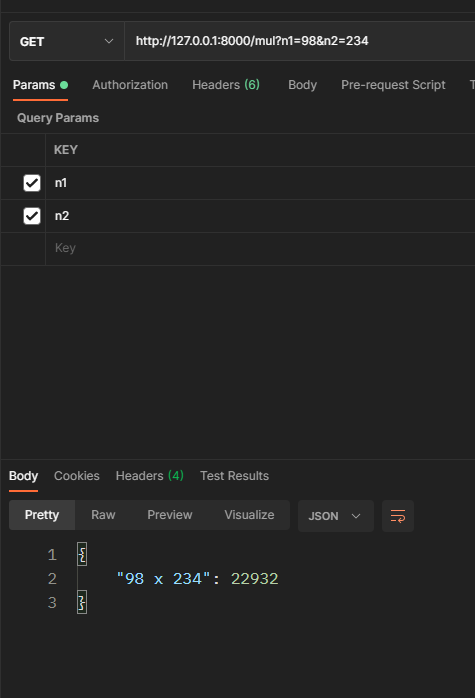 GET http://127.0.0.1:8000/mul?n1=98&n2=234
Params Authorization Headers (6) Body Pre-request Script T
Query Params
KEY
n1
n2
Key
Body Cookies Headers (4) Test Results
Pretty Raw Preview Visualize JSON
1 {
2 "98 x 234": 22932
3 }